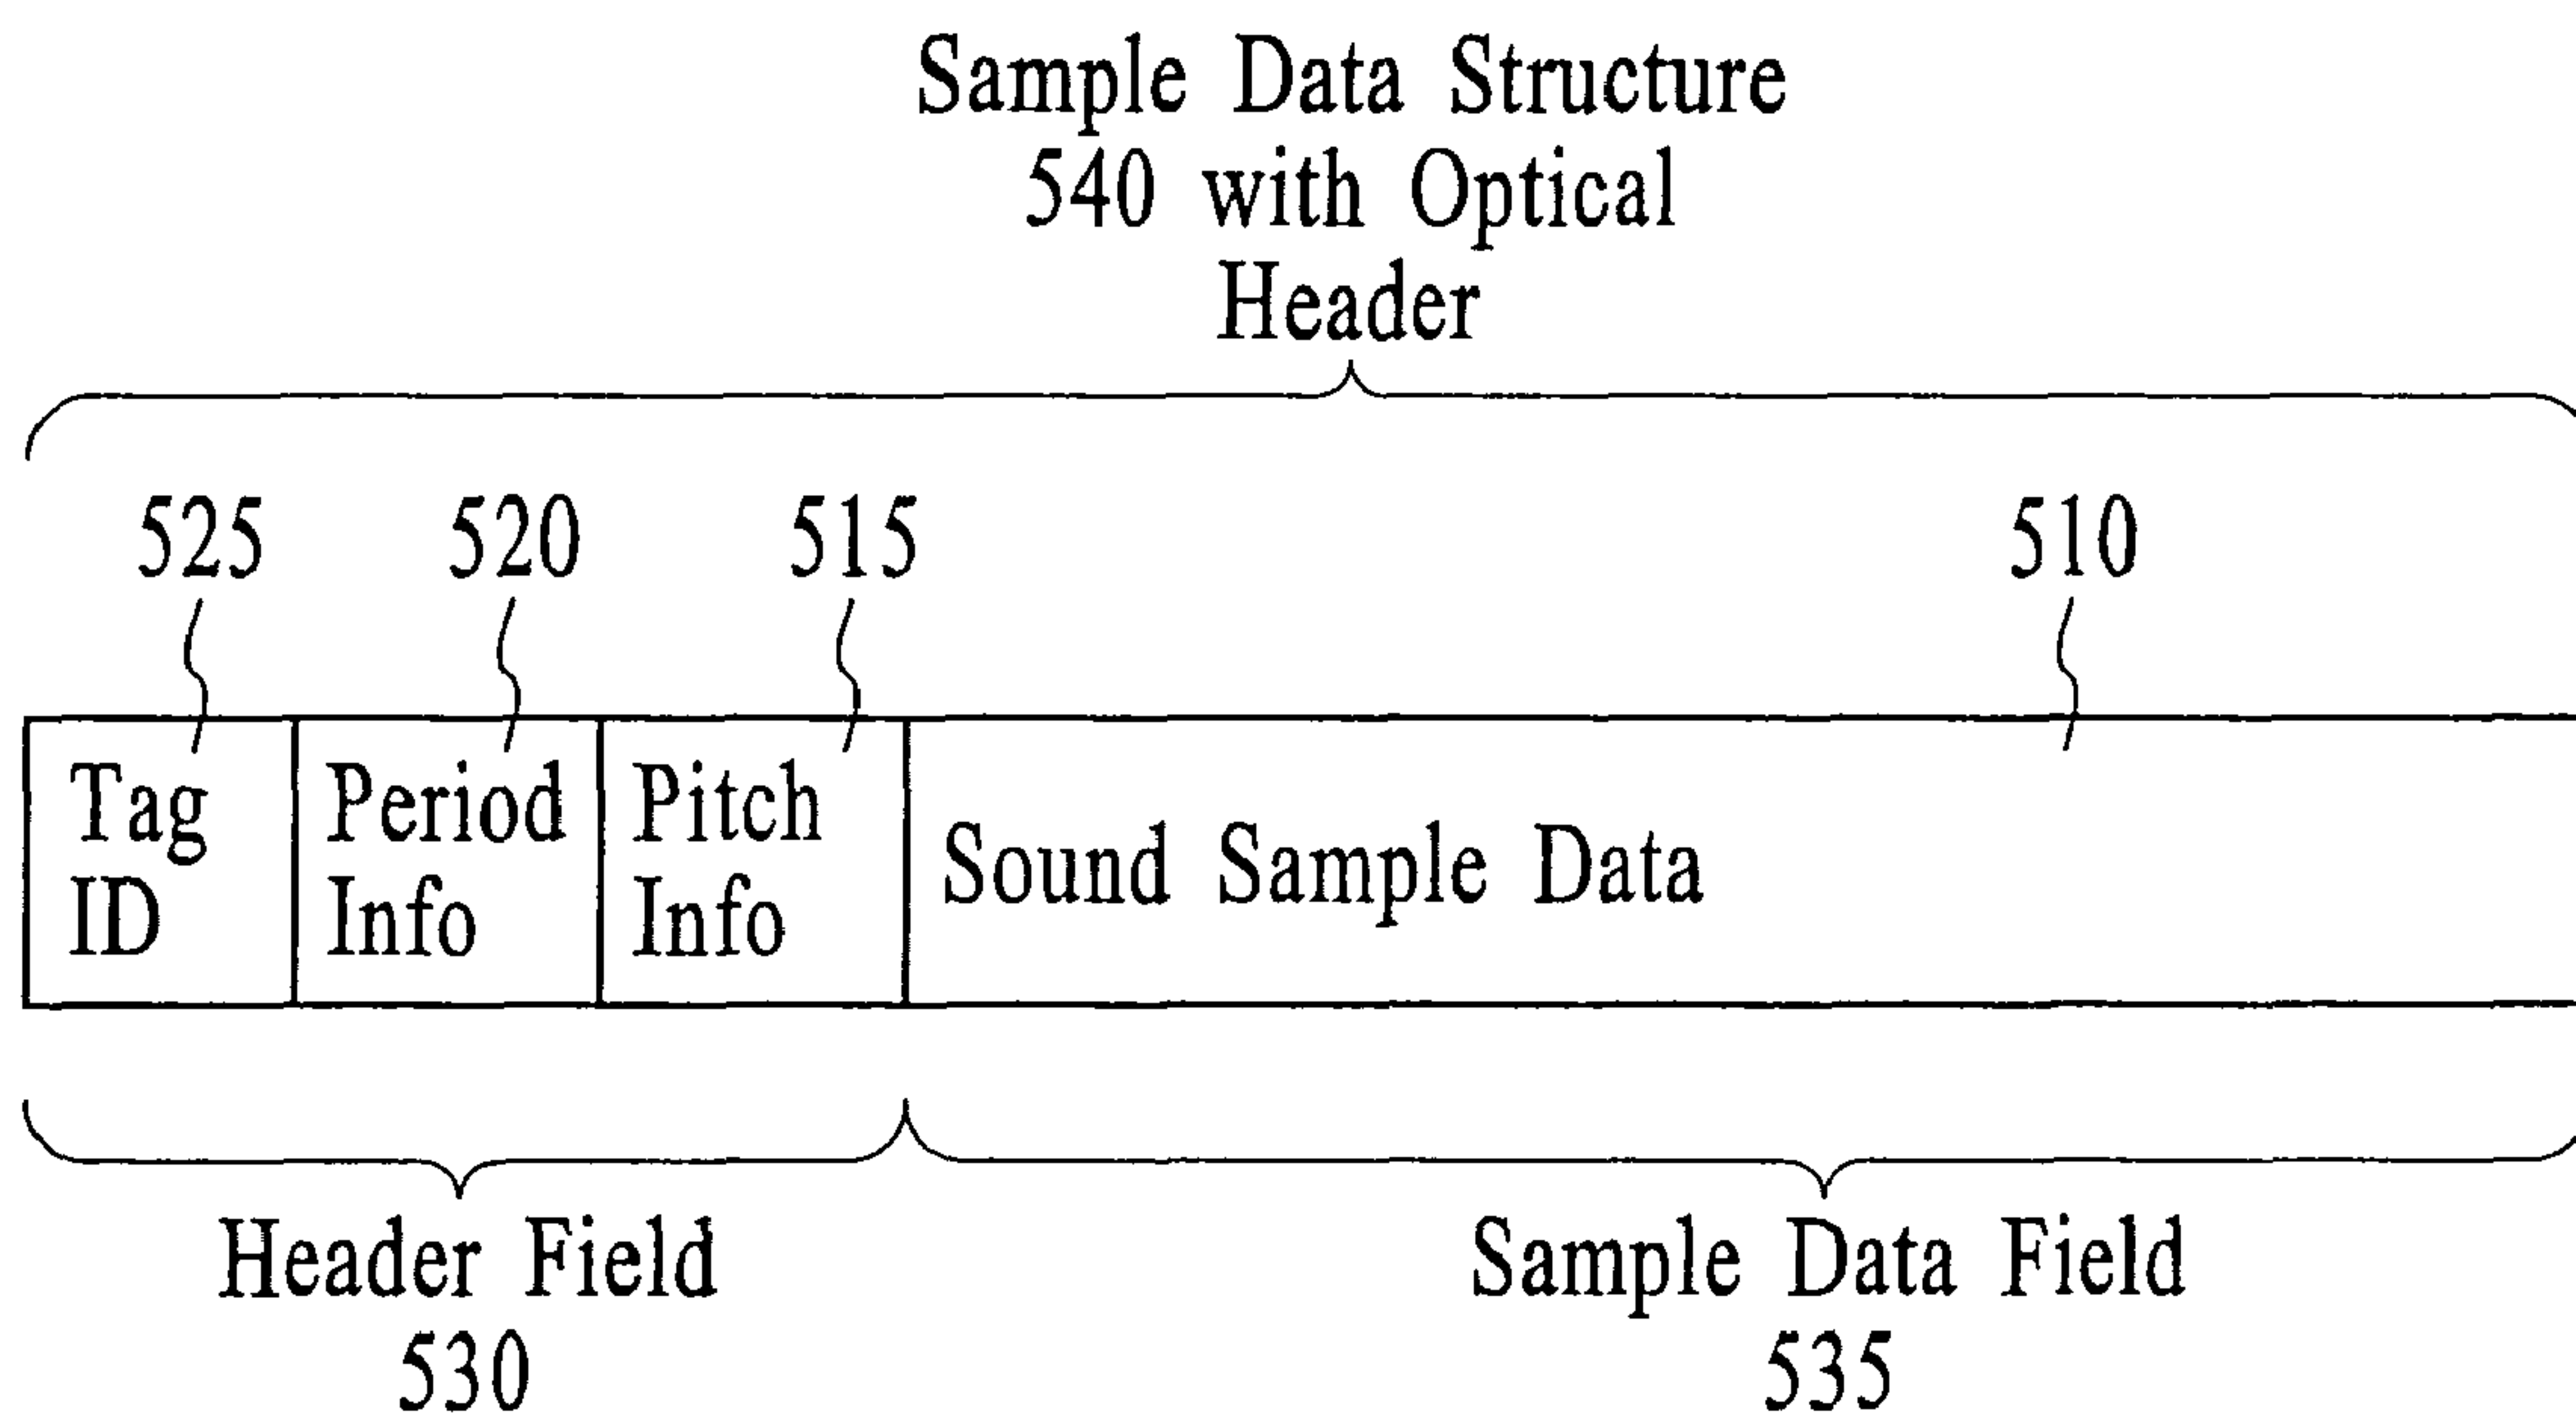 Sample Data Structure
540 with Optical
Header
525 520 515 510
Tag
ID
Period
Info
Pitch
Info
Sound Sample Data
Header Field
530
Sample Data Field
535